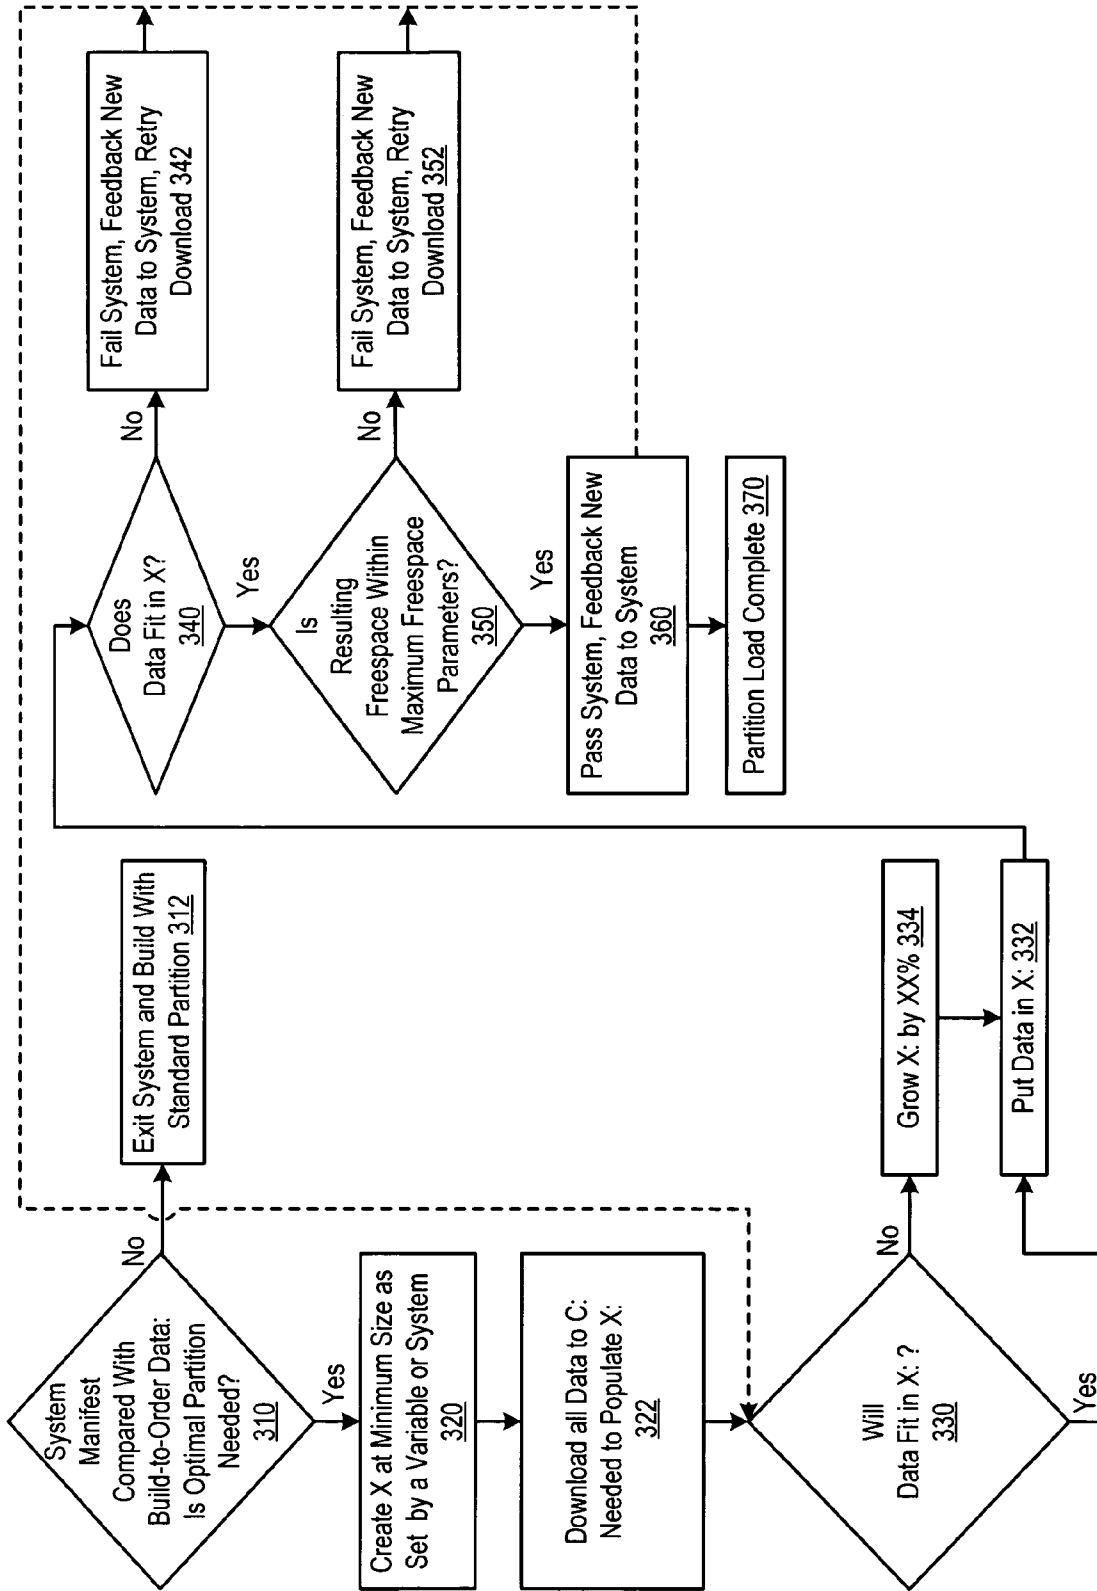 System
Manifest
Compared With
Build-to-Order Data:
Is Optimal Partition
Needed?
310
No
Exit System and Build With
Standard Partition 312
Yes
Create X at Minimum Size as
Set by a Variable or System
320
Download all Data to C:
Needed to Populate X:
322
Will
Data Fit in X: ?
330
No
Grow X: by XX% 334
Yes
Put Data in X: 332
Does
Data Fit in X?
340
No
Fail System, Feedback New
Data to System, Retry
Download 342
Yes
Is
Resulting
Freespace Within
Maximum Freespace
Parameters?
350
No
Fail System, Feedback New
Data to System, Retry
Download 352
Yes
Pass System, Feedback New
Data to System
360
Partition Load Complete 370